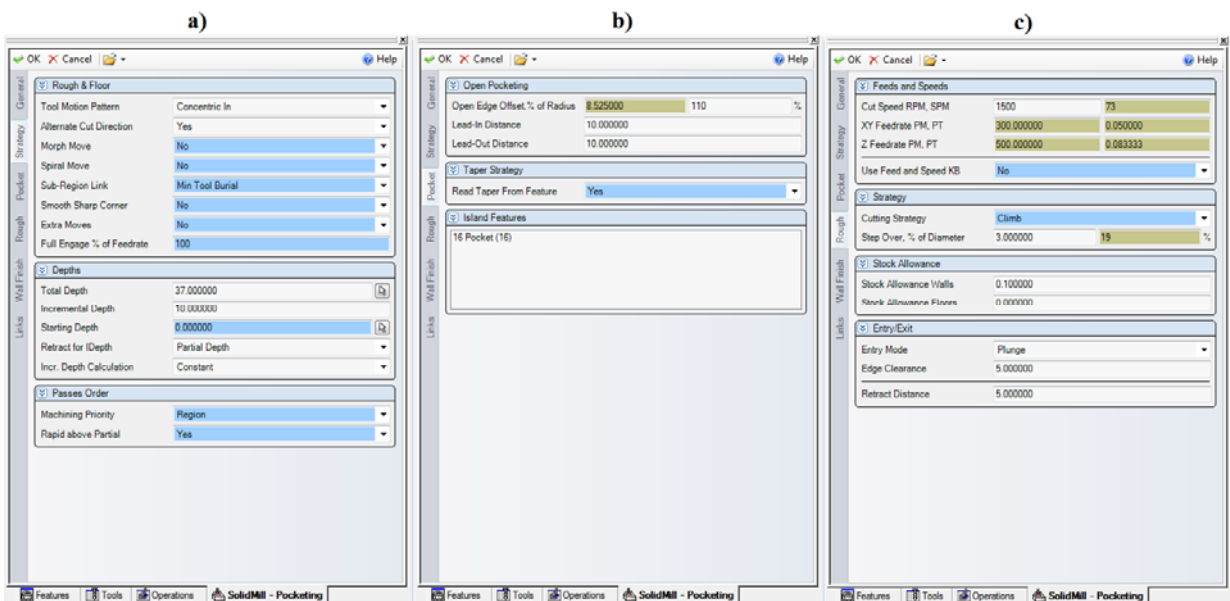 a)
OK Cancel Help
General
Strategy
Pocket
Rough
Wall Finish
Links
Rough & Floor
Tool Motion Pattern Concentric In
Alternate Cut Direction Yes
Morph Move No
Spiral Move No
Sub-Region Link Min Tool Burial
Smooth Sharp Corner No
Extra Moves No
Full Engage % of Feedrate 100
Depths
Total Depth 37.000000
Incremental Depth 10.000000
Starting Depth 0.000000
Retract for IDepth Partial Depth
Incr. Depth Calculation Constant
Passes Order
Machining Priority Region
Rapid above Partial Yes
Features Tools Operations SolidMill - Pocketing
b)
OK Cancel Help
General
Strategy
Pocket
Rough
Wall Finish
Links
Open Pocketing
Open Edge Offset,% of Radius 8.525000 110 %
Lead-In Distance 10.000000
Lead-Out Distance 10.000000
Taper Strategy
Read Taper From Feature Yes
Island Features
16 Pocket (16)
Features Tools Operations SolidMill - Pocketing
c)
OK Cancel Help
General
Strategy
Pocket
Rough
Wall Finish
Links
Feeds and Speeds
Cut Speed RPM, SPM 1500 73
XY Feedrate PM, PT 300.000000 0.050000
Z Feedrate PM, PT 500.000000 0.083333
Use Feed and Speed KB No
Strategy
Cutting Strategy Climb
Step Over, % of Diameter 3.000000 19 %
Stock Allowance
Stock Allowance Walls 0.100000
Stock Allowance Floors 0.000000
Entry/Exit
Entry Mode Plunge
Edge Clearance 5.000000
Retract Distance 5.000000
Features Tools Operations SolidMill - Pocketing